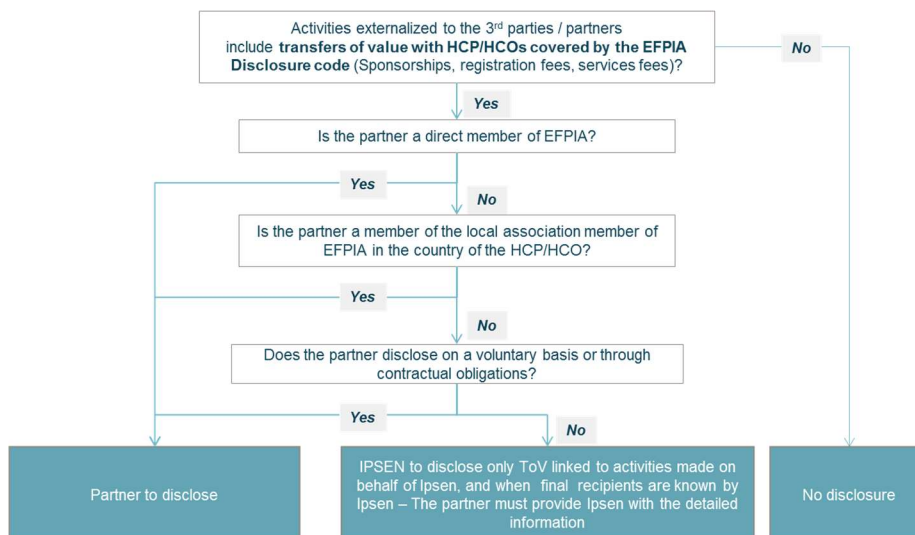 Activities externalized to the 3rd parties / partners
include transfers of value with HCP/HCOs covered by the EFPIA
Disclosure code (Sponsorships, registration fees, services fees)?
No
Yes
Is the partner a direct member of EFPIA?
Yes
No
Is the partner a member of the local association member of
EFPIA in the country of the HCP/HCO?
Yes
No
Does the partner disclose on a voluntary basis or through
contractual obligations?
Yes
No
Partner to disclose
IPSEN to disclose only ToV linked to activities made on
behalf of Ipsen, and when final recipients are known by
Ipsen – The partner must provide Ipsen with the detailed
information
No disclosure